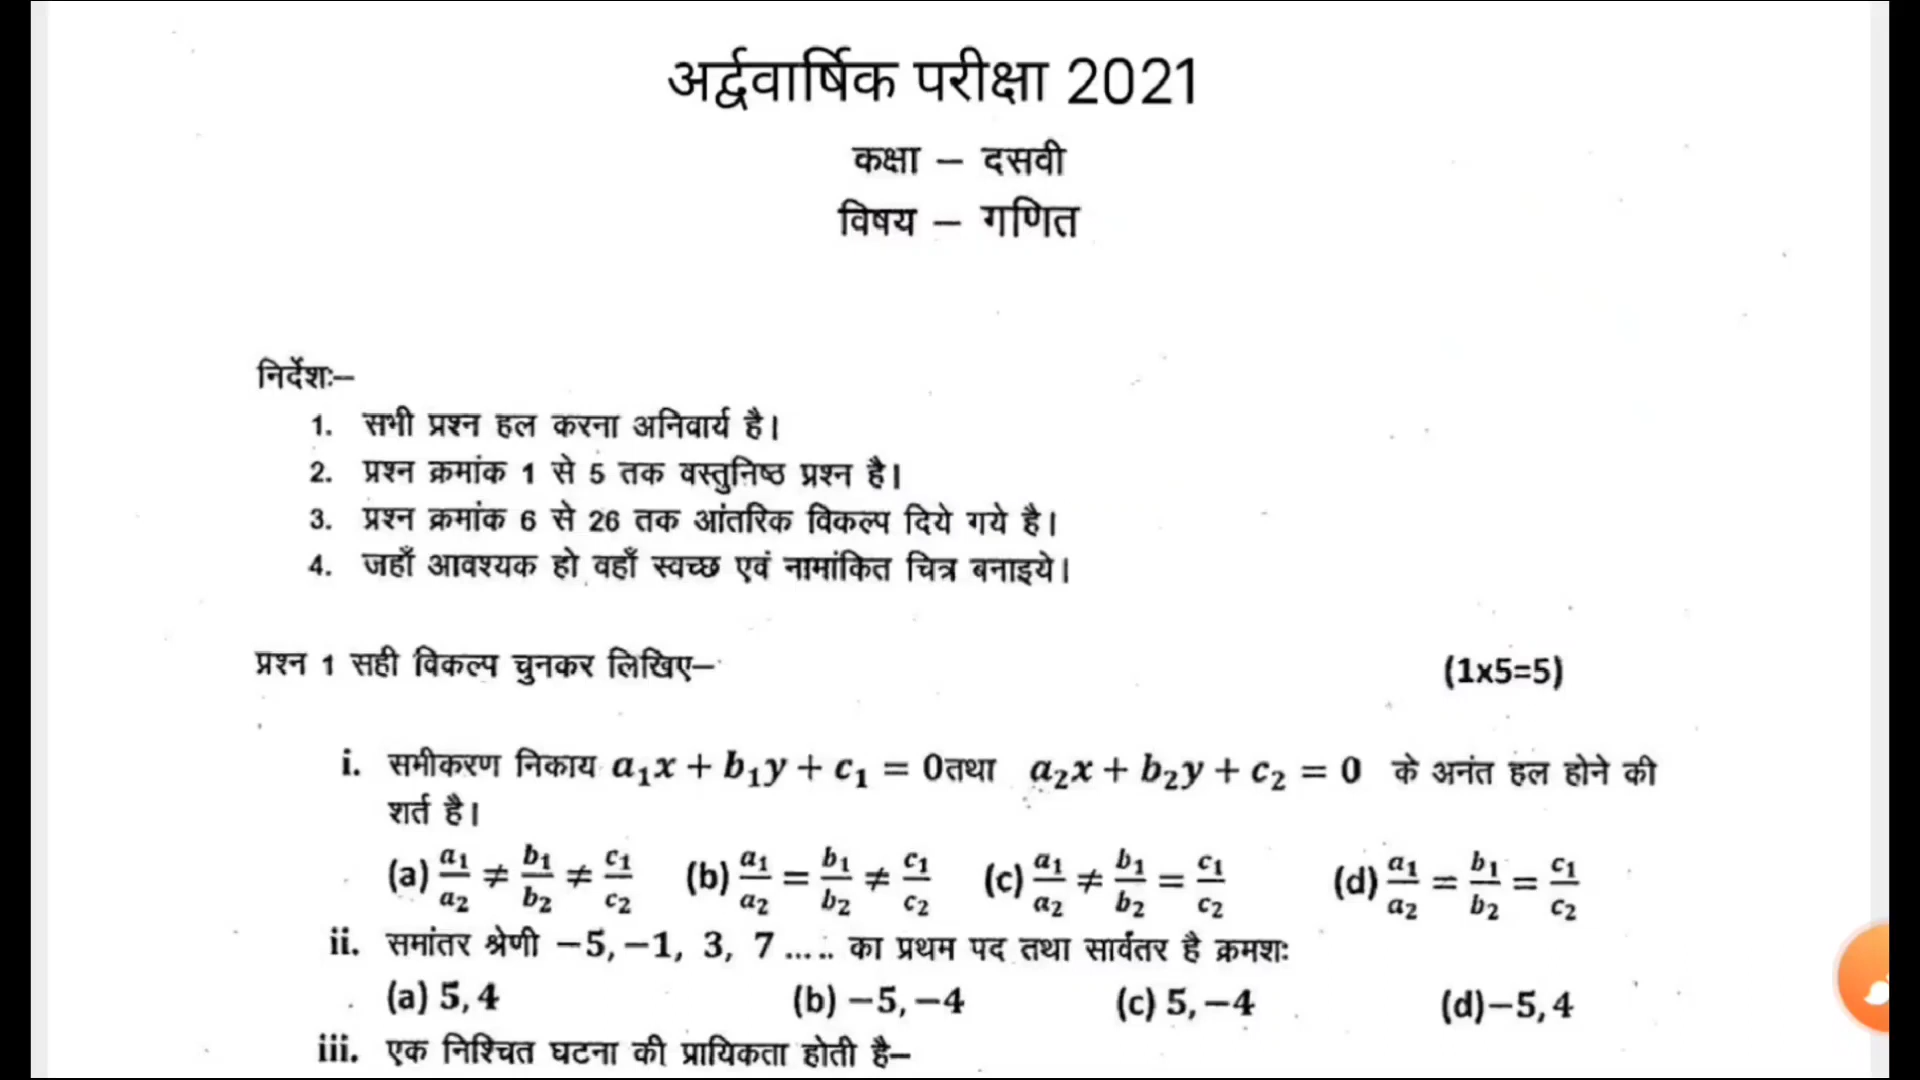 अर्द्ववार्षिक परीक्षा 2021
कक्षा – दसवी
विषय – गणित
निर्देशः–
1. सभी प्रश्न हल करना अनिवार्य है।
2. प्रश्न क्रमांक 1 से 5 तक वस्तुनिष्ठ प्रश्न है।
3. प्रश्न क्रमांक 6 से 26 तक आंतरिक विकल्प दिये गये है।
4. जहाँ आवश्यक हो वहाँ स्वच्छ एवं नामांकित चित्र बनाइये।
प्रश्न 1 सही विकल्प चुनकर लिखिए– (1x5=5)
i. समीकरण निकाय a₁x + b₁y + c₁ = 0तथा a₂x + b₂y + c₂ = 0 के अनंत हल होने की
शर्त है।
(a) a₁/a₂ ≠ b₁/b₂ ≠ c₁/c₂ (b) a₁/a₂ = b₁/b₂ ≠ c₁/c₂ (c) a₁/a₂ ≠ b₁/b₂ = c₁/c₂ (d) a₁/a₂ = b₁/b₂ = c₁/c₂
ii. समांतर श्रेणी −5, −1, 3, 7 ..... का प्रथम पद तथा सार्वंतर है क्रमशः
(a) 5, 4 (b) −5, −4 (c) 5, −4 (d) −5, 4
iii. एक निश्चित घटना की प्रायिकता होती है–